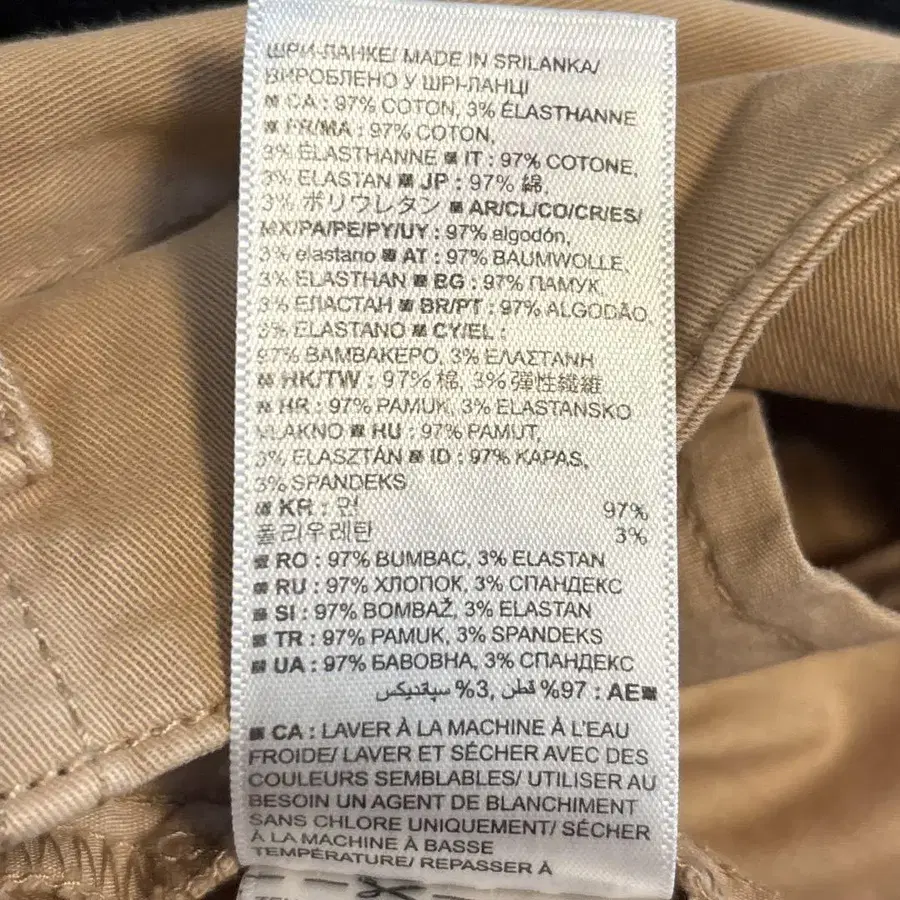 ШРИ-ЛАНКЕ/ MADE IN SRILANKA/
ВИРОБЛЕНО У ШРІ-ЛАНЦІ
CA : 97% COTON, 3% ÉLASTHANNE
FR/MA : 97% COTON,
3% ÉLASTHANNE ■ IT : 97% COTONE,
3% ELASTAN ■ JP : 97% 綿,
3% ポリウレタン ■ AR/CL/CO/CR/ES/
MX/PA/PE/PY/UY : 97% algodón,
3% elastano ■ AT : 97% BAUMWOLLE,
3% ELASTHAN ■ BG : 97% ПАМУК,
3% ЕЛАСТАН ■ BR/PT : 97% ALGODÃO,
3% ELASTANO ■ CY/EL :
97% ΒΑΜΒΑΚΕΡΟ, 3% ΕΛΑΣΤΑΝΗ
■ HK/TW : 97% 棉, 3% 彈性纖維
■ HR : 97% PAMUK, 3% ELASTANSKO
VLAKNO ■ HU : 97% PAMUT,
3% ELASZTÁN ■ ID : 97% KAPAS,
3% SPANDEKS
■ KR : 면 97%
폴리우레탄 3%
■ RO : 97% BUMBAC, 3% ELASTAN
■ RU : 97% ХЛОПОК, 3% СПАНДЕКС
■ SI : 97% BOMBAŽ, 3% ELASTAN
■ TR : 97% PAMUK, 3% SPANDEKS
■ UA : 97% БАВОВНА, 3% СПАНДЕКС
■AE : 97% قطن, 3% سپانديكس
■ CA : LAVER À LA MACHINE À L'EAU
FROIDE/ LAVER ET SÉCHER AVEC DES
COULEURS SEMBLABLES/ UTILISER AU
BESOIN UN AGENT DE BLANCHIMENT
SANS CHLORE UNIQUEMENT/ SÉCHER
À LA MACHINE À BASSE
TEMPÉRATURE/ REPASSER À